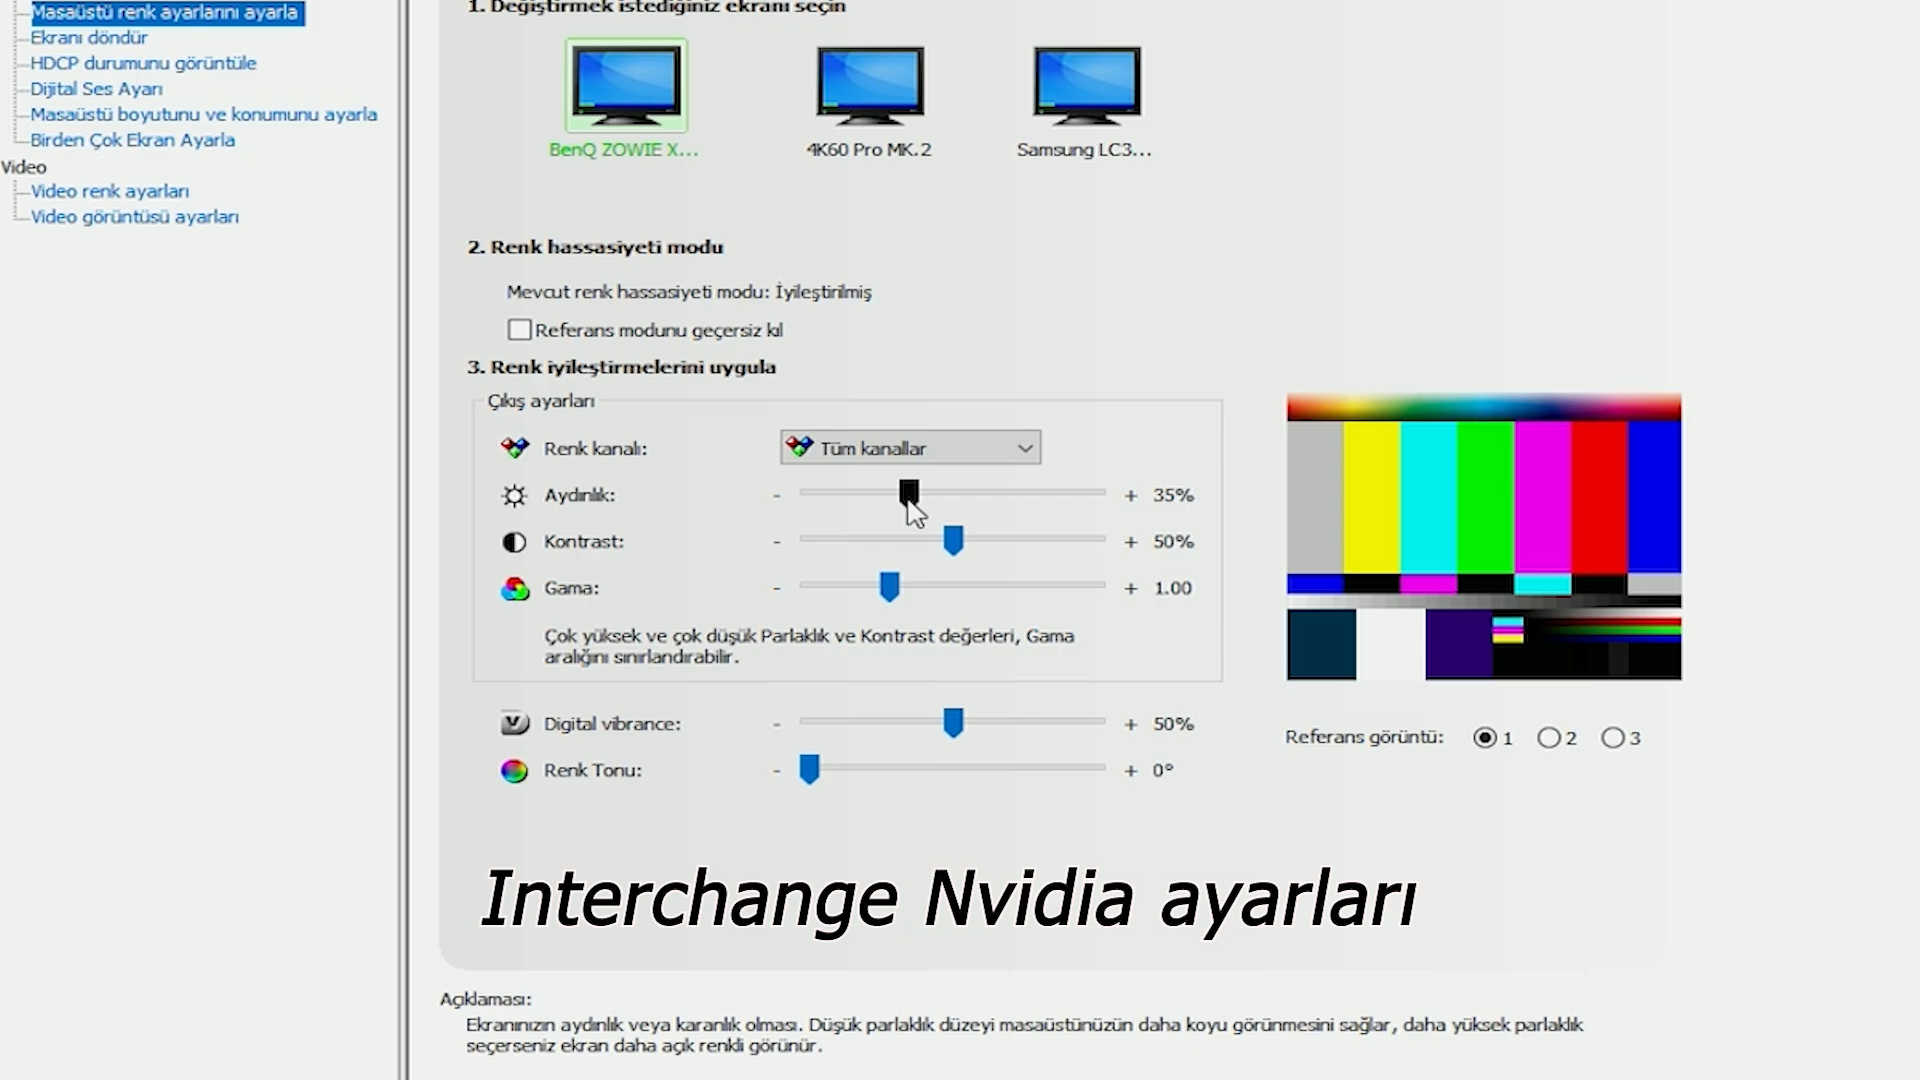 Masaüstü renk ayarlarını ayarla
Ekranı döndür
HDCP durumunu görüntüle
Dijital Ses Ayarı
Masaüstü boyutunu ve konumunu ayarla
Birden Çok Ekran Ayarla
Video
Video renk ayarları
Video görüntüsü ayarları
1. Değiştirmek istediğiniz ekranı seçin
BenQ ZOWIE X...
4K60 Pro MK.2
Samsung LC3...
2. Renk hassasiyeti modu
Mevcut renk hassasiyeti modu: İyileştirilmiş
Referans modunu geçersiz kıl
3. Renk iyileştirmelerini uygula
Çıkış ayarları
Renk kanalı: Tüm kanallar
Aydınlık: - + 35%
Kontrast: - + 50%
Gama: - + 1.00
Çok yüksek ve çok düşük Parlaklık ve Kontrast değerleri, Gama
aralığını sınırlandırabilir.
Digital vibrance: - + 50%
Renk Tonu: - + 0°
Referans görüntü: 1 2 3
Interchange Nvidia ayarları
Açıklaması:
Ekranınızın aydınlık veya karanlık olması. Düşük parlaklık düzeyi masaüstünüzün daha koyu görünmesini sağlar, daha yüksek parlaklık
seçerseniz ekran daha açık renkli görünür.